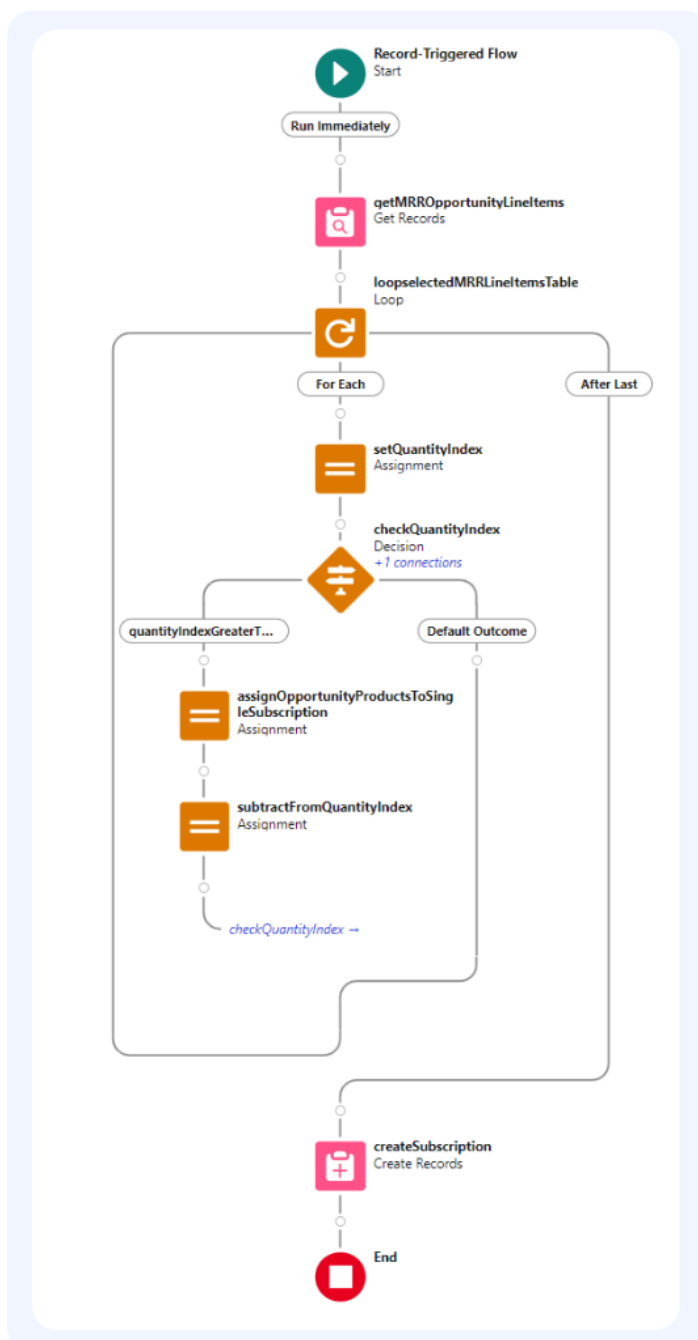 Record-Triggered Flow
Start
Run Immediately
getMRROpportunityLineItems
Get Records
loopselectedMRRLineItemsTable
Loop
For Each
After Last
setQuantityIndex
Assignment
checkQuantityIndex
Decision
+1 connections
quantityIndexGreaterT...
Default Outcome
assignOpportunityProductsToSing
leSubscription
Assignment
subtractFromQuantityIndex
Assignment
checkQuantityIndex →
createSubscription
Create Records
End